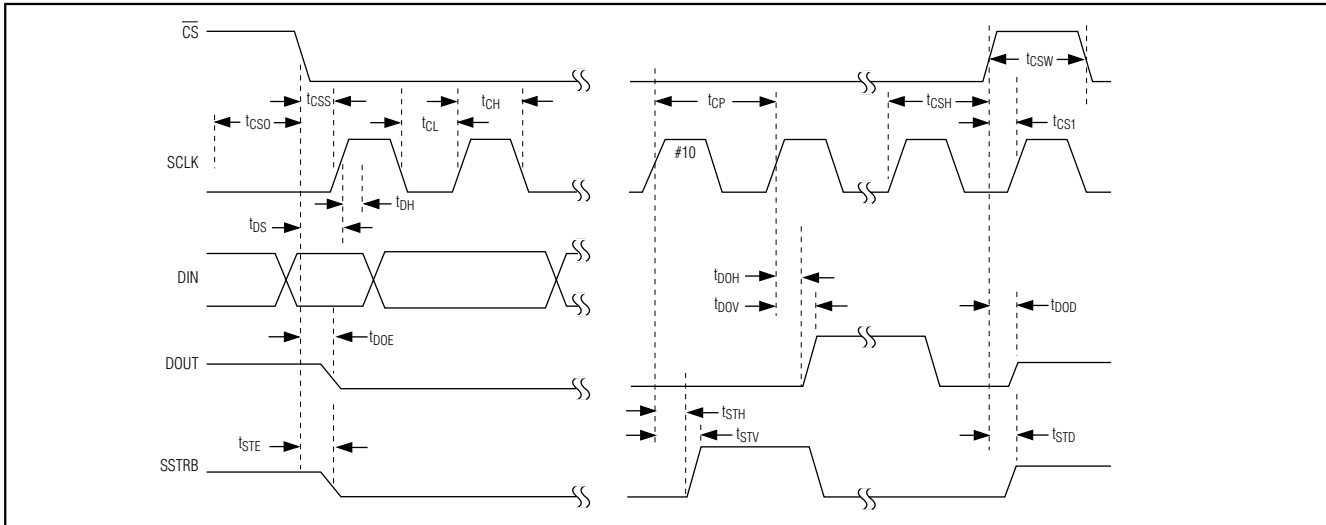 CS
tCSW
tCSS
tCH
tCP
tCSH
tCSO
tCL
tCS1
SCLK
#10
tDH
tDS
DIN
tDOH
tDOV
tDOD
tDOE
DOUT
tSTH
tSTE
tSTV
tSTD
SSTRB